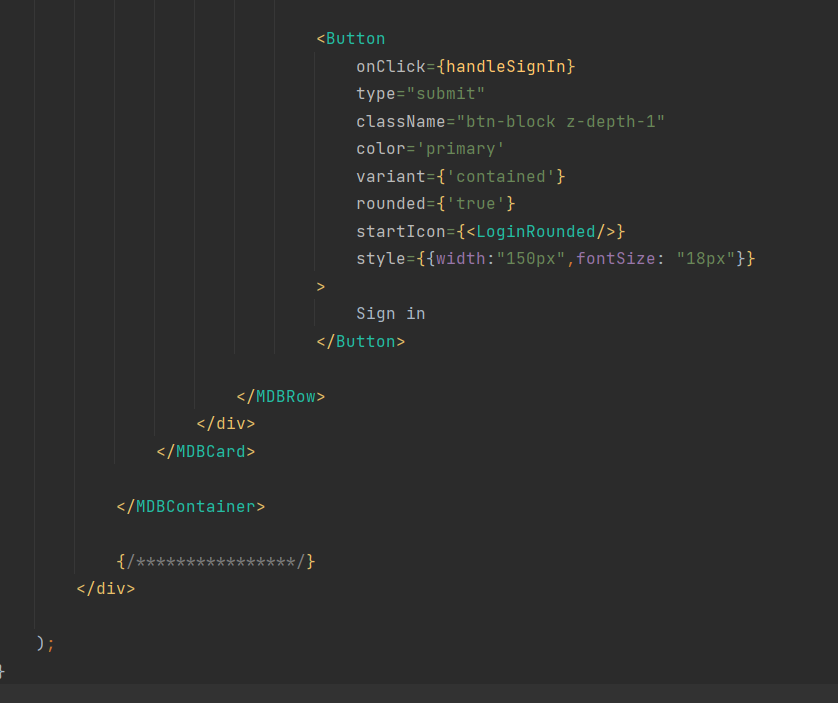 <Button
onClick={handleSignIn}
type="submit"
className="btn-block z-depth-1"
color='primary'
variant={'contained'}
rounded={'true'}
startIcon={<LoginRounded/>}
style={{width:"150px",fontSize: "18px"}}
>
Sign in
</Button>
</MDBRow>
</div>
</MDBCard>
</MDBContainer>
{/****************/}
</div>
);
}